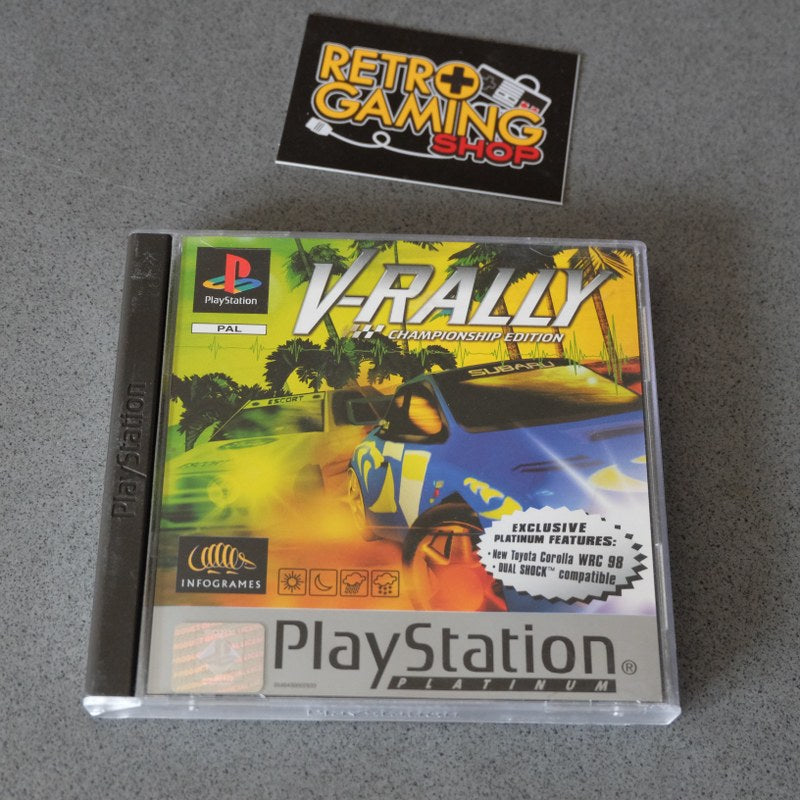 RETRO
GAMING
SHOP
PlayStation
PlayStation
PAL
V-RALLY
CHAMPIONSHIP EDITION
SUBARU
ESCORT
EXCLUSIVE
PLATINUM FEATURES:
• New Toyota Corolla WRC 98
• DUAL SHOCK™ compatible
INFOGRAMES
PlayStation®
PLATINUM